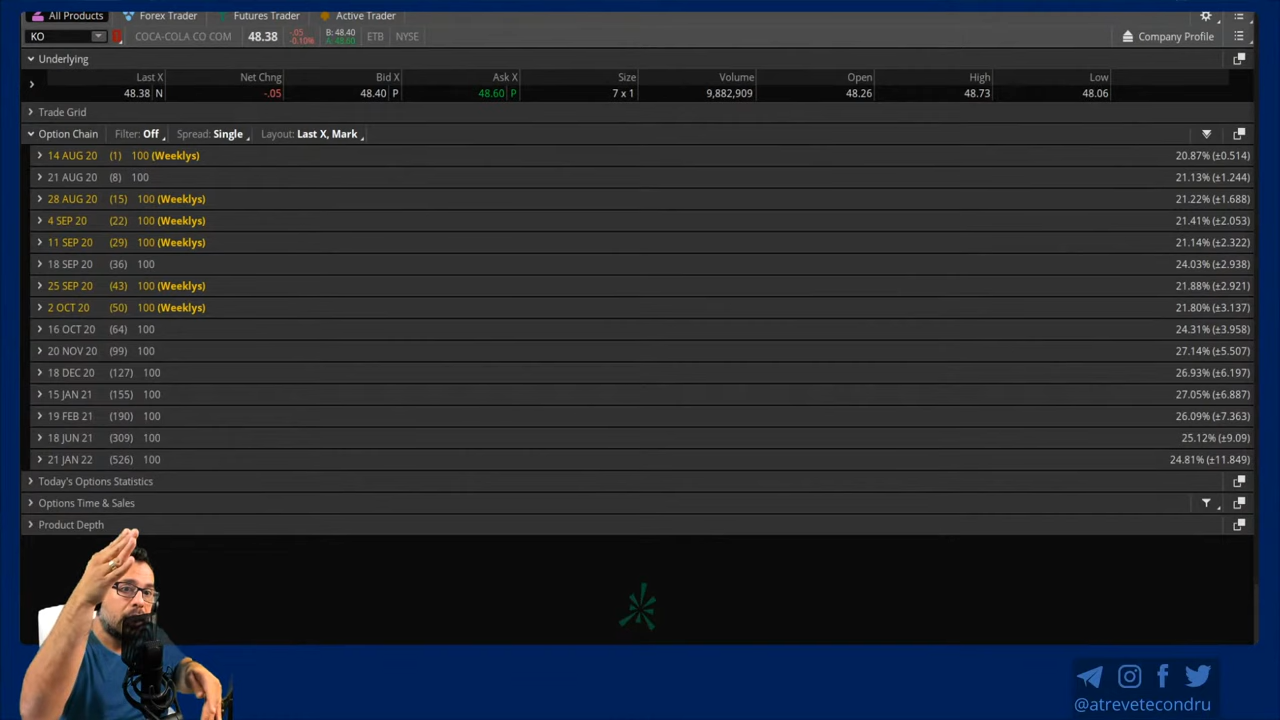 All Products Forex Trader Futures Trader Active Trader
KO COCA-COLA CO COM 48.38 -.05 -0.10% B: 48.40 A: 48.60 ETB NYSE Company Profile
Underlying
Last X Net Chng Bid X Ask X Size Volume Open High Low
48.38 N -.05 48.40 P 48.60 P 7 x 1 9,882,909 48.26 48.73 48.06
Trade Grid
Option Chain Filter: Off Spread: Single Layout: Last X, Mark
14 AUG 20 (1) 100 (Weeklys) 20.87% (±0.514)
21 AUG 20 (8) 100 21.13% (±1.244)
28 AUG 20 (15) 100 (Weeklys) 21.22% (±1.688)
4 SEP 20 (22) 100 (Weeklys) 21.41% (±2.053)
11 SEP 20 (29) 100 (Weeklys) 21.14% (±2.322)
18 SEP 20 (36) 100 24.03% (±2.938)
25 SEP 20 (43) 100 (Weeklys) 21.88% (±2.921)
2 OCT 20 (50) 100 (Weeklys) 21.80% (±3.137)
16 OCT 20 (64) 100 24.31% (±3.958)
20 NOV 20 (99) 100 27.14% (±5.507)
18 DEC 20 (127) 100 26.93% (±6.197)
15 JAN 21 (155) 100 27.05% (±6.887)
19 FEB 21 (190) 100 26.09% (±7.363)
18 JUN 21 (309) 100 25.12% (±9.09)
21 JAN 22 (526) 100 24.81% (±11.849)
Today's Options Statistics
Options Time & Sales
Product Depth
@atrevetecondru